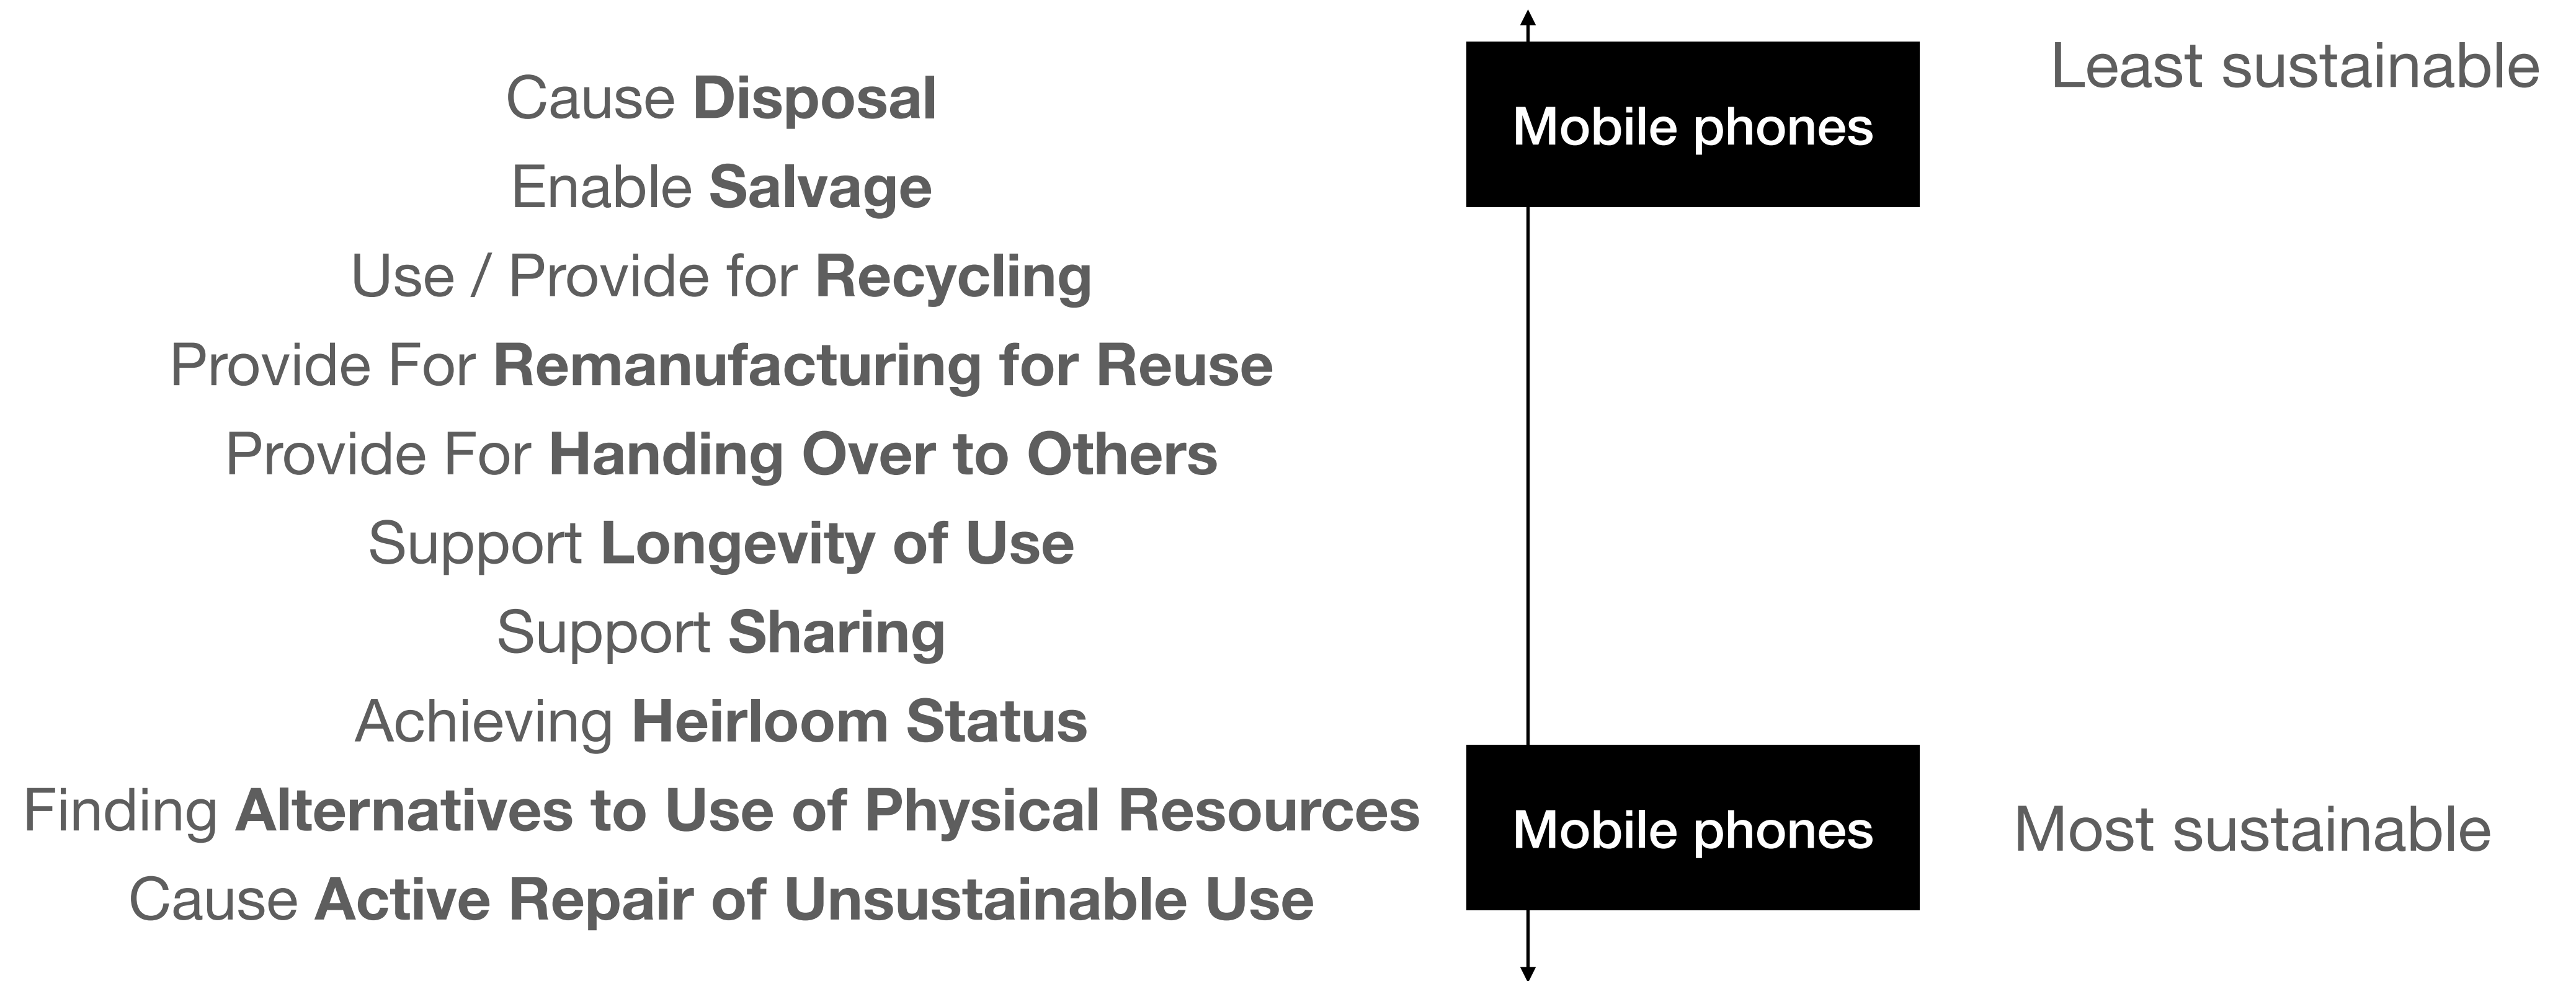 Cause Disposal
Enable Salvage
Use / Provide for Recycling
Provide For Remanufacturing for Reuse
Provide For Handing Over to Others
Support Longevity of Use
Support Sharing
Achieving Heirloom Status
Finding Alternatives to Use of Physical Resources
Cause Active Repair of Unsustainable Use
Mobile phones
Least sustainable
Mobile phones
Most sustainable